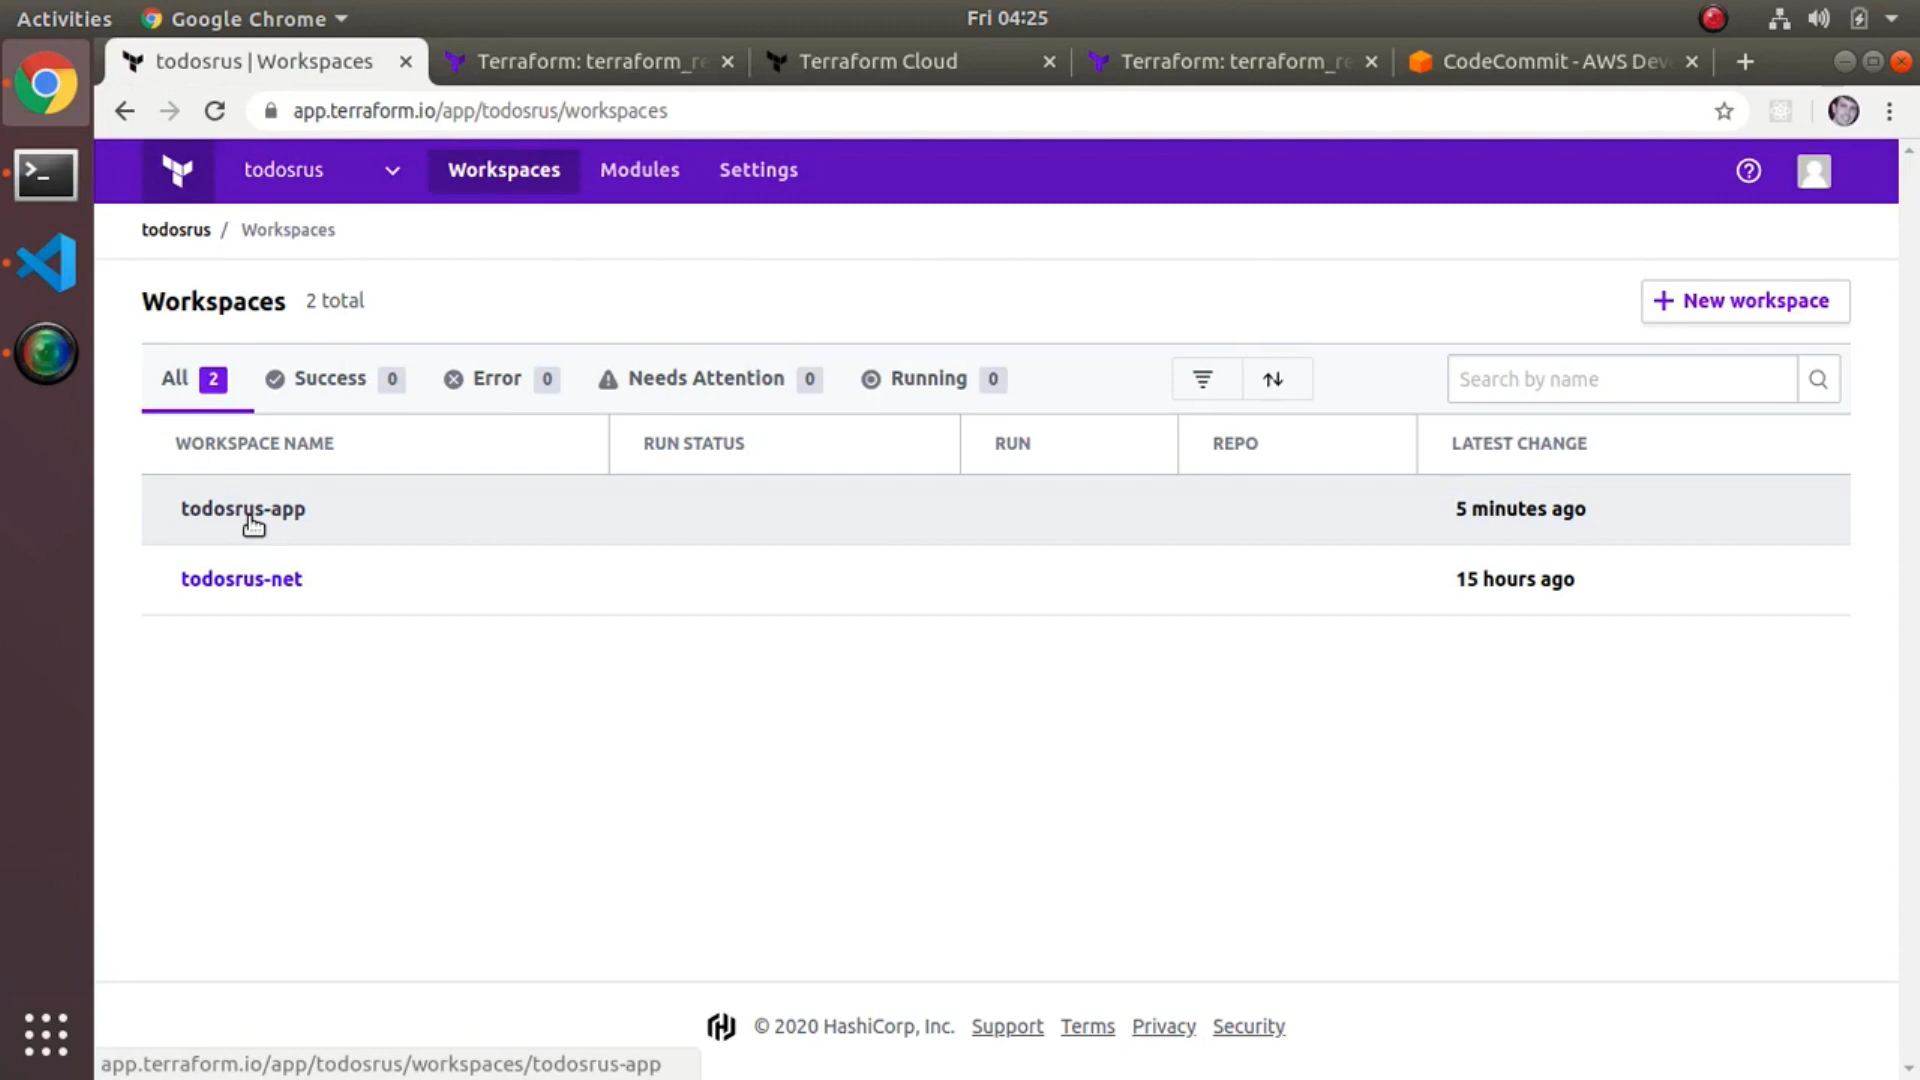 Activities Google Chrome Fri 04:25
todosrus | Workspaces Terraform: terraform_re Terraform Cloud Terraform: terraform_re CodeCommit - AWS Dev
app.terraform.io/app/todosrus/workspaces
todosrus Workspaces Modules Settings
todosrus / Workspaces
Workspaces 2 total + New workspace
All 2 Success 0 Error 0 Needs Attention 0 Running 0 Search by name
WORKSPACE NAME RUN STATUS RUN REPO LATEST CHANGE
todosrus-app 5 minutes ago
todosrus-net 15 hours ago
© 2020 HashiCorp, Inc. Support Terms Privacy Security
app.terraform.io/app/todosrus/workspaces/todosrus-app